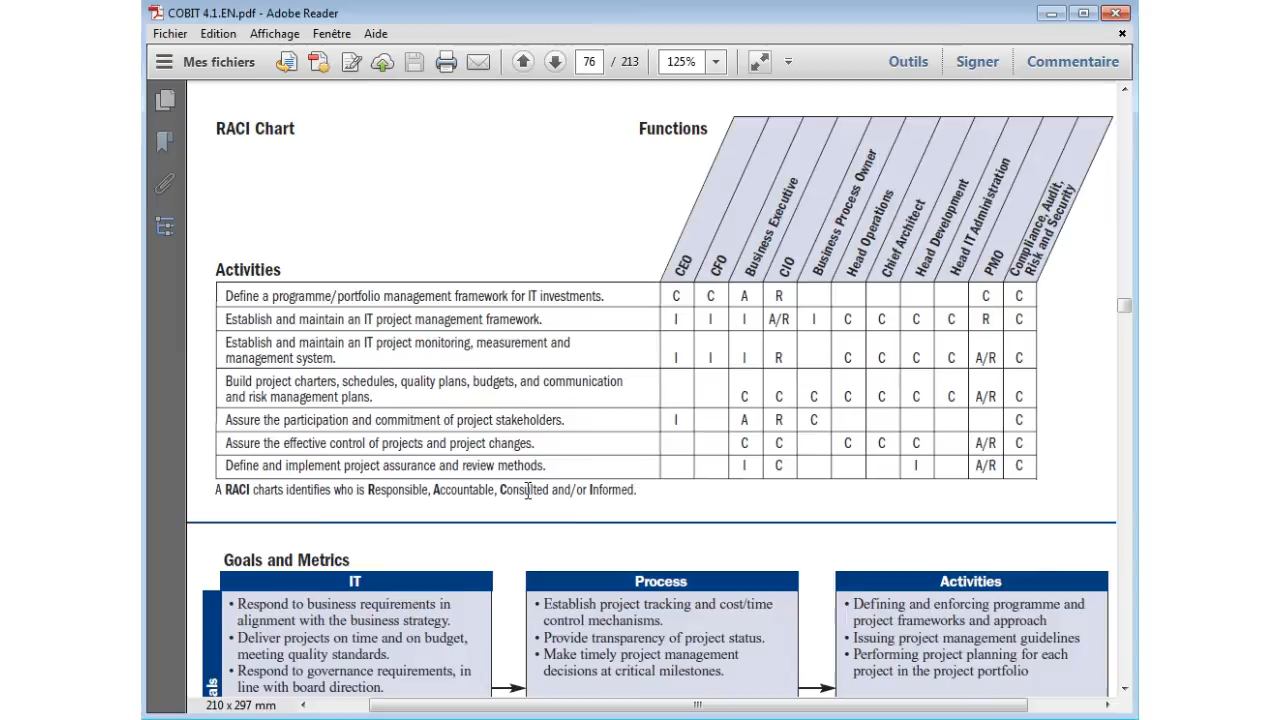 COBIT 4.1.EN.pdf - Adobe Reader
Fichier Edition Affichage Fenêtre Aide
Mes fichiers 76 / 213 125% Outils Signer Commentaire
RACI Chart Functions
CEO CFO Business Executive CIO Business Process Owner Head Operations Chief Architect Head Development Head IT Administration PMO Compliance, Audit, Risk and Security
Activities
Define a programme/portfolio management framework for IT investments. C C A R C C
Establish and maintain an IT project management framework. I I I A/R I C C C C R C
Establish and maintain an IT project monitoring, measurement and
management system. I I I R C C C C A/R C
Build project charters, schedules, quality plans, budgets, and communication
and risk management plans. C C C C C C C A/R C
Assure the participation and commitment of project stakeholders. I A R C C
Assure the effective control of projects and project changes. C C C C C A/R C
Define and implement project assurance and review methods. I C I A/R C
A RACI charts identifies who is Responsible, Accountable, Consulted and/or Informed.
Goals and Metrics
IT
• Respond to business requirements in
alignment with the business strategy.
• Deliver projects on time and on budget,
meeting quality standards.
• Respond to governance requirements, in
line with board direction.
Process
• Establish project tracking and cost/time
control mechanisms.
• Provide transparency of project status.
• Make timely project management
decisions at critical milestones.
Activities
• Defining and enforcing programme and
project frameworks and approach
• Issuing project management guidelines
• Performing project planning for each
project in the project portfolio
als
210 x 297 mm